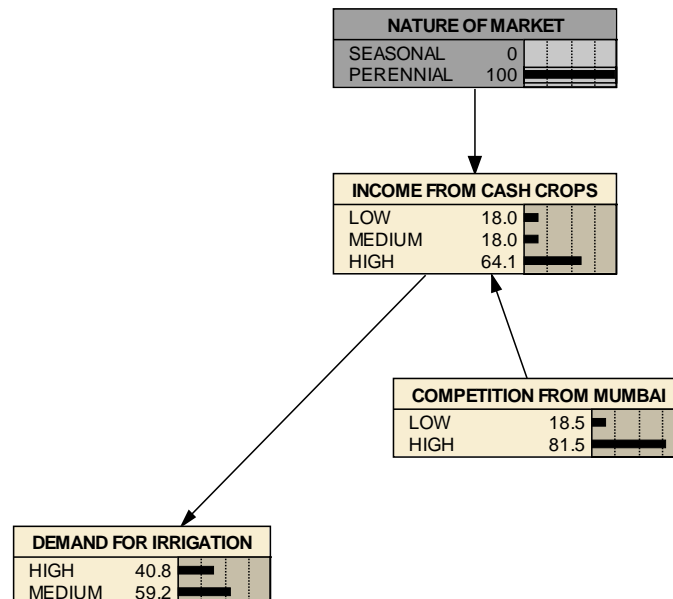 NATURE OF MARKET
SEASONAL 0
PERENNIAL 100
INCOME FROM CASH CROPS
LOW 18.0
MEDIUM 18.0
HIGH 64.1
COMPETITION FROM MUMBAI
LOW 18.5
HIGH 81.5
DEMAND FOR IRRIGATION
HIGH 40.8
MEDIUM 59.2